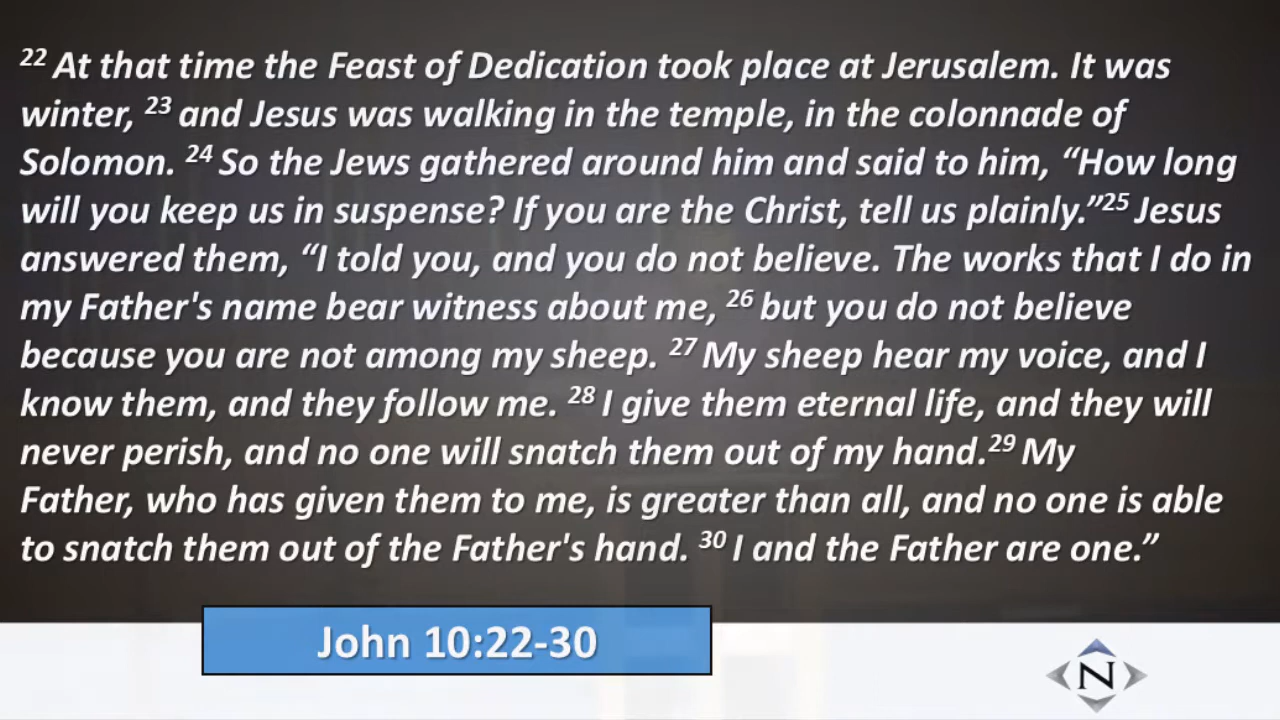 22 At that time the Feast of Dedication took place at Jerusalem. It was
winter, 23 and Jesus was walking in the temple, in the colonnade of
Solomon. 24 So the Jews gathered around him and said to him, “How long
will you keep us in suspense? If you are the Christ, tell us plainly.”25 Jesus
answered them, “I told you, and you do not believe. The works that I do in
my Father's name bear witness about me, 26 but you do not believe
because you are not among my sheep. 27 My sheep hear my voice, and I
know them, and they follow me. 28 I give them eternal life, and they will
never perish, and no one will snatch them out of my hand.29 My
Father, who has given them to me, is greater than all, and no one is able
to snatch them out of the Father's hand. 30 I and the Father are one.”
John 10:22-30
N